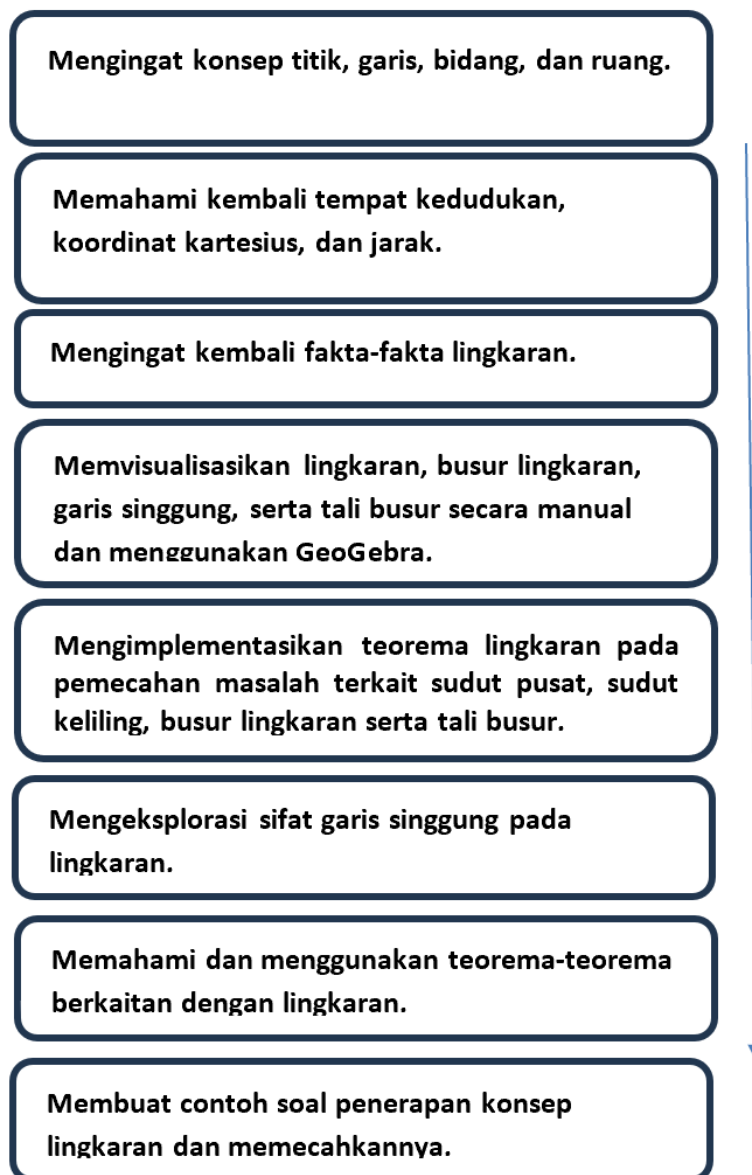 Mengingat konsep titik, garis, bidang, dan ruang.
Memahami kembali tempat kedudukan,
koordinat kartesius, dan jarak.
Mengingat kembali fakta-fakta lingkaran.
Memvisualisasikan lingkaran, busur lingkaran,
garis singgung, serta tali busur secara manual
dan menggunakan GeoGebra.
Mengimplementasikan teorema lingkaran pada
pemecahan masalah terkait sudut pusat, sudut
keliling, busur lingkaran serta tali busur.
Mengeksplorasi sifat garis singgung pada
lingkaran.
Memahami dan menggunakan teorema-teorema
berkaitan dengan lingkaran.
Membuat contoh soal penerapan konsep
lingkaran dan memecahkannya.